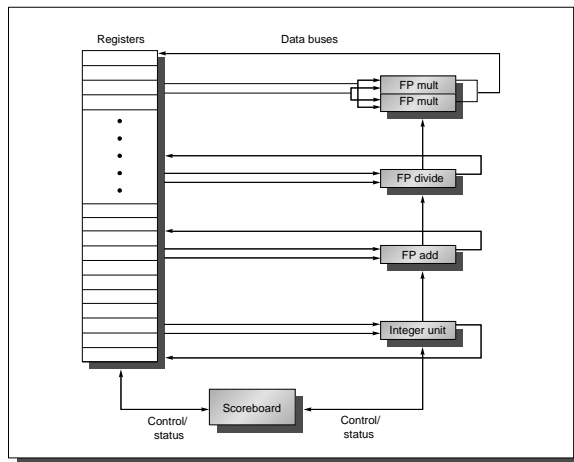 Registers
Data buses
FP mult
FP mult
FP divide
FP add
Integer unit
Scoreboard
Control/
status
Control/
status